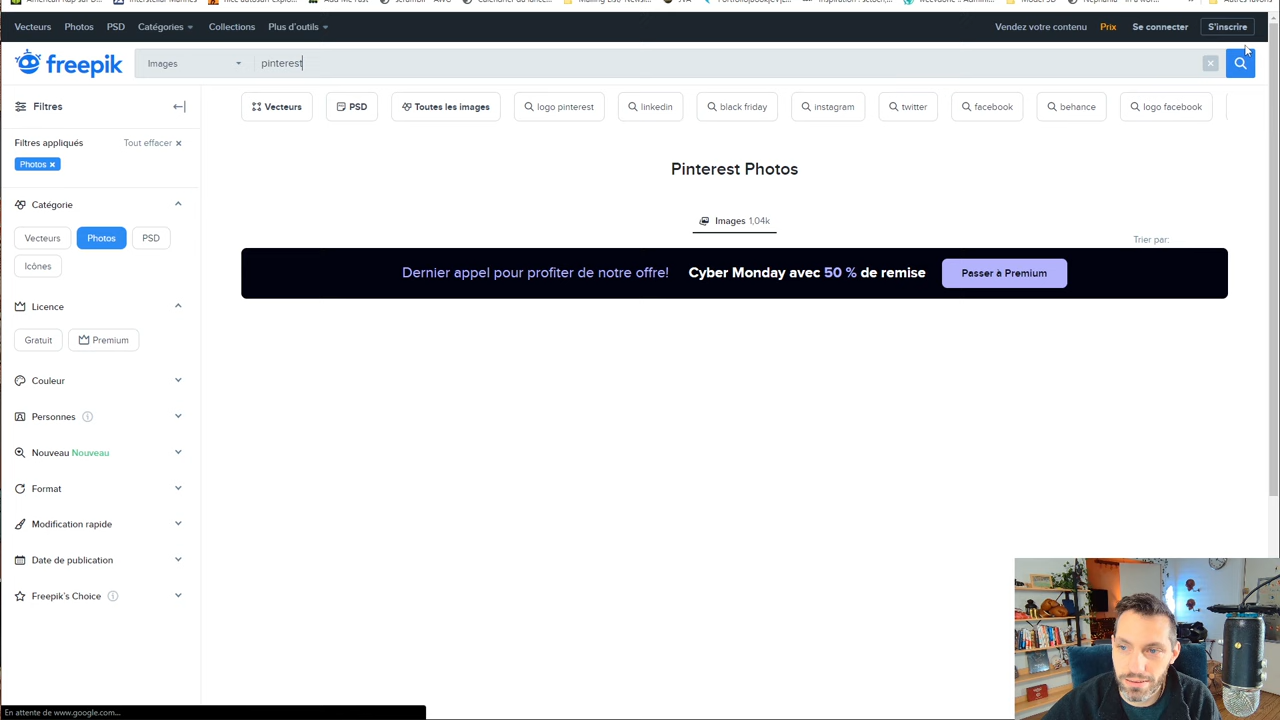 Vecteurs Photos PSD Catégories Collections Plus d'outils Vendez votre contenu Prix Se connecter S'inscrire
freepik Images pinterest
Filtres Vecteurs PSD Toutes les images logo pinterest linkedin black friday instagram twitter facebook behance logo facebook
Filtres appliqués Tout effacer ×
Photos ×
Pinterest Photos
Catégorie
Images 1,04k
Vecteurs Photos PSD
Trier par:
Icônes
Dernier appel pour profiter de notre offre! Cyber Monday avec 50 % de remise Passer à Premium
Licence
Gratuit Premium
Couleur
Personnes
Nouveau Nouveau
Format
Modification rapide
Date de publication
Freepik's Choice
En attente de www.google.com...